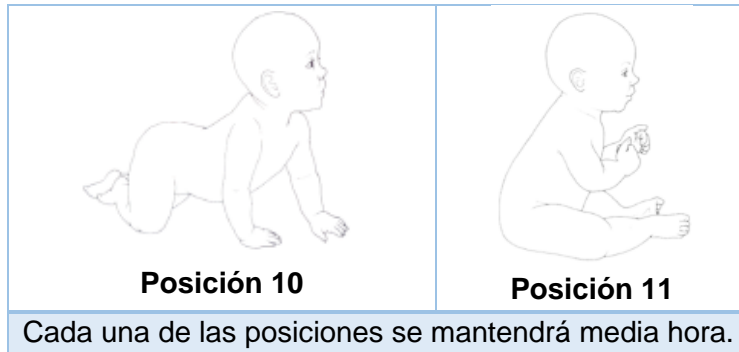 Posición 10
Posición 11
Cada una de las posiciones se mantendrá media hora.